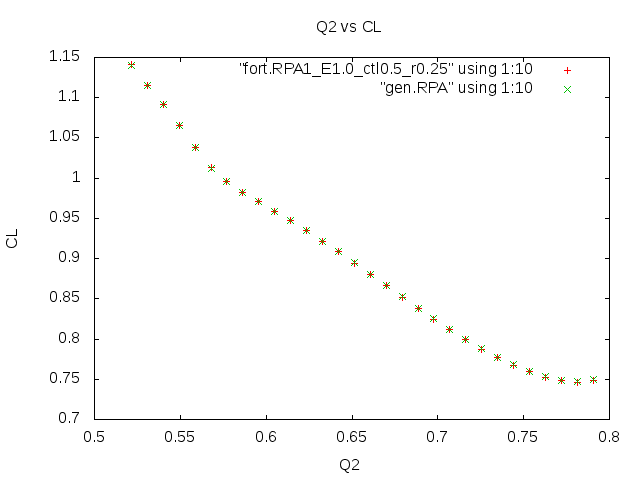 Q2 vs CL
"fort.RPA1_E1.0_ctl0.5_r0.25" using 1:10
"gen.RPA" using 1:10
1.15
1.1
1.05
1
0.95
0.9
0.85
0.8
0.75
0.7
CL
0.5 0.55 0.6 0.65 0.7 0.75 0.8
Q2